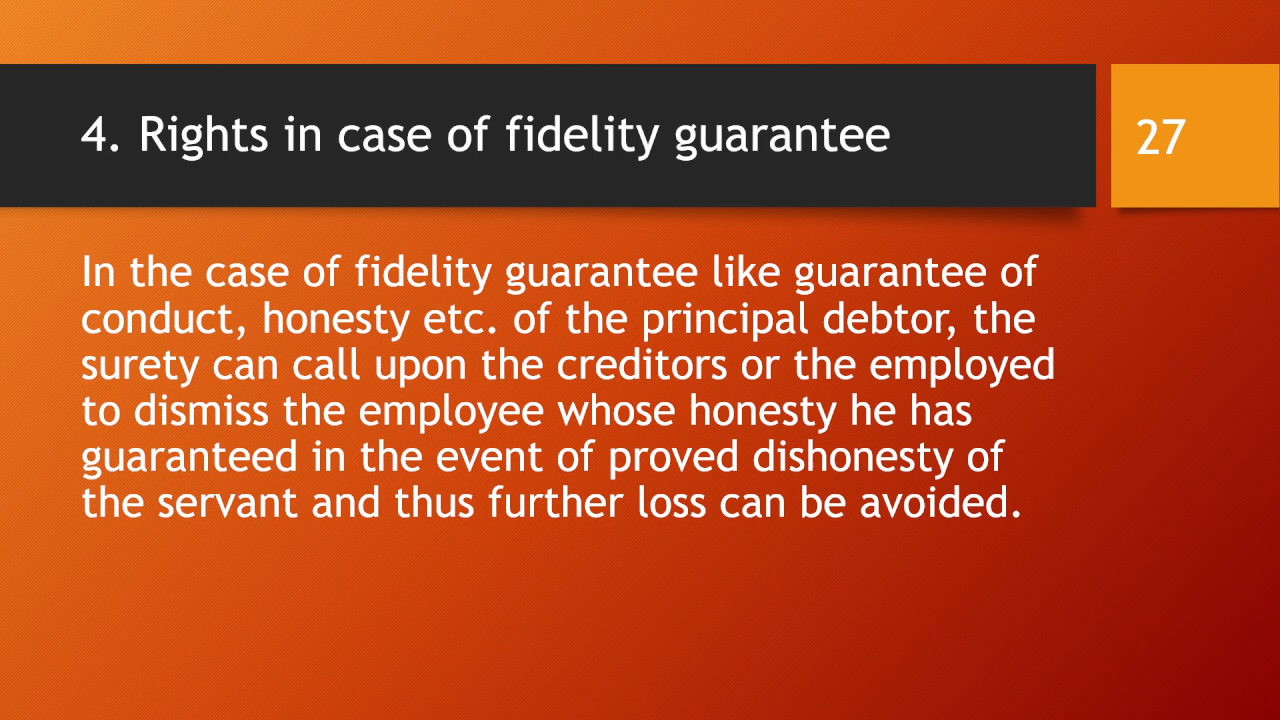 4. Rights in case of fidelity guarantee
27
In the case of fidelity guarantee like guarantee of
conduct, honesty etc. of the principal debtor, the
surety can call upon the creditors or the employed
to dismiss the employee whose honesty he has
guaranteed in the event of proved dishonesty of
the servant and thus further loss can be avoided.